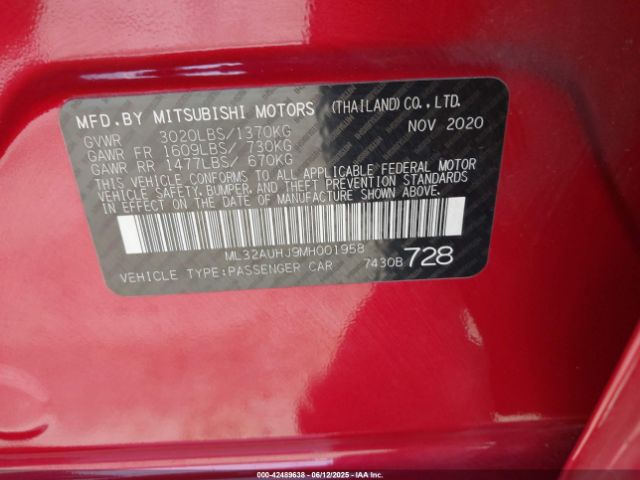 MFD.BY MITSUBISHI MOTORS (THAILAND)CO.,LTD.
GVWR 3020LBS/1370KG NOV 2020
GAWR FR 1609LBS/ 730KG
GAWR RR 1477LBS/ 670KG
THIS VEHICLE CONFORMS TO ALL APPLICABLE FEDERAL MOTOR
VEHICLE SAFETY, BUMPER, AND THEFT PREVENTION STANDARDS
IN EFFECT ON THE DATE OF MANUFACTURE SHOWN ABOVE.
ML32AUHJ9MH001958
VEHICLE TYPE:PASSENGER CAR 7430B 728
000-42489638 - 06/12/2025 - IAAI.COM